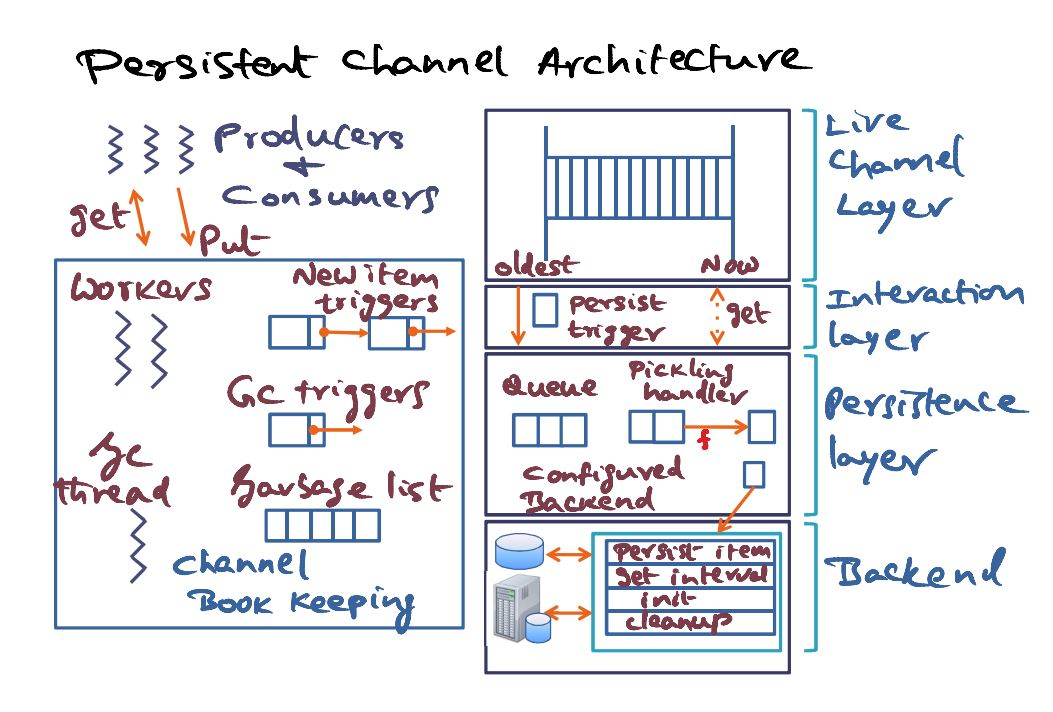 Persistent Channel Architecture
Producers
+
Consumers
get
Put
Workers
New item
triggers
GC triggers
GC
thread
Garbage list
Channel
Book Keeping
oldest
Now
Live
Channel
Layer
persist
trigger
get
Interaction
layer
Queue
Pickling
handler
f
Configured
Backend
Persistence
layer
persist item
get interval
init
cleanup
Backend